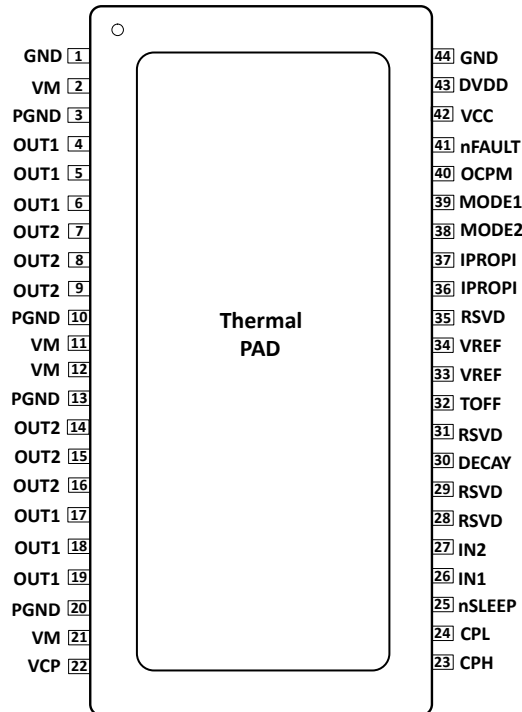 GND 1
VM 2
PGND 3
OUT1 4
OUT1 5
OUT1 6
OUT2 7
OUT2 8
OUT2 9
PGND 10
VM 11
VM 12
PGND 13
OUT2 14
OUT2 15
OUT2 16
OUT1 17
OUT1 18
OUT1 19
PGND 20
VM 21
VCP 22
Thermal
PAD
44 GND
43 DVDD
42 VCC
41 nFAULT
40 OCPM
39 MODE1
38 MODE2
37 IPROPI
36 IPROPI
35 RSVD
34 VREF
33 VREF
32 TOFF
31 RSVD
30 DECAY
29 RSVD
28 RSVD
27 IN2
26 IN1
25 nSLEEP
24 CPL
23 CPH